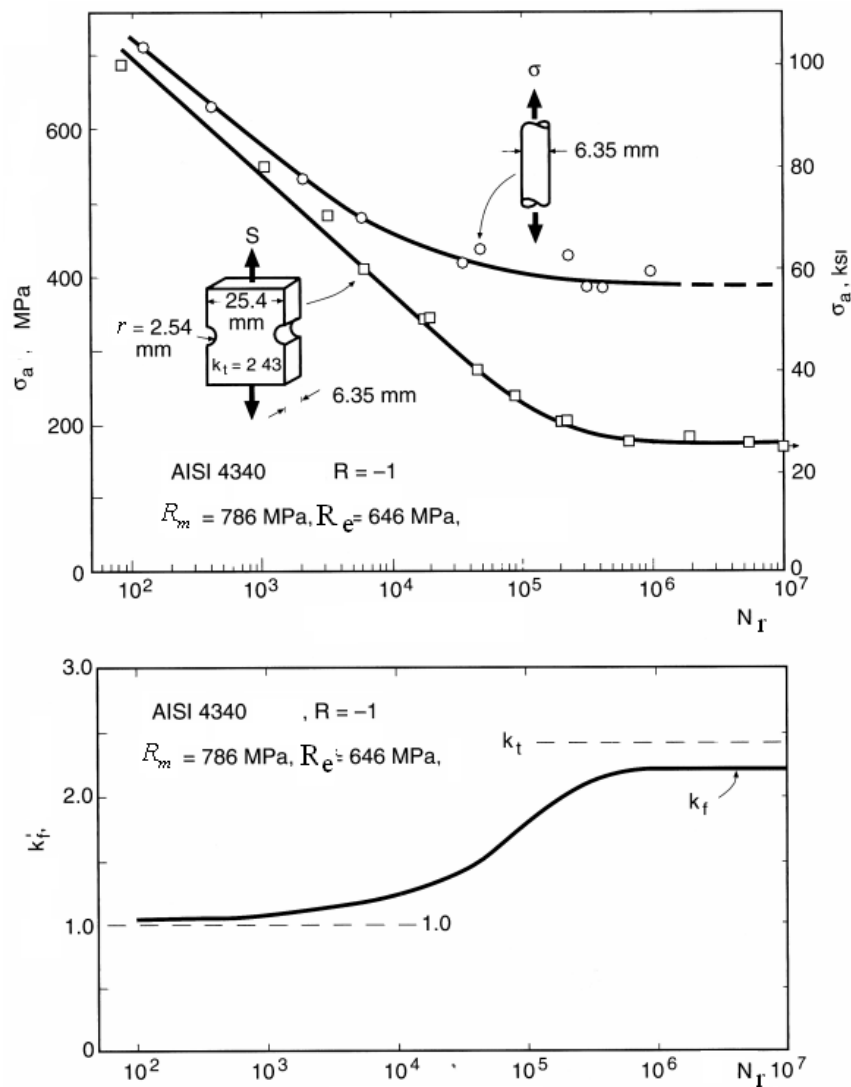 σa , MPa
600
400
200
0
σa, ksi
100
80
60
40
20
0
10² 10³ 10⁴ 10⁵ 10⁶ 10⁷
Nr
σ
6.35 mm
S
25.4
mm
r = 2.54
mm
kt = 2 43
6.35 mm
AISI 4340 R = –1
Rm = 786 MPa, Re= 646 MPa,
3.0
2.0
1.0
0
k'f,
AISI 4340 , R = –1
Rm = 786 MPa, Re = 646 MPa,
kt
kf
1.0
10² 10³ 10⁴ 10⁵ 10⁶ 10⁷
Nr